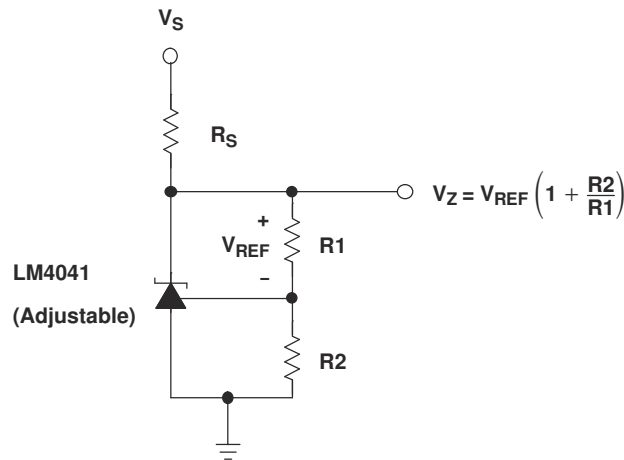 V_S
R_S
V_Z = V_REF (1 + R2/R1)
+
V_REF
R1
−
LM4041
(Adjustable)
R2